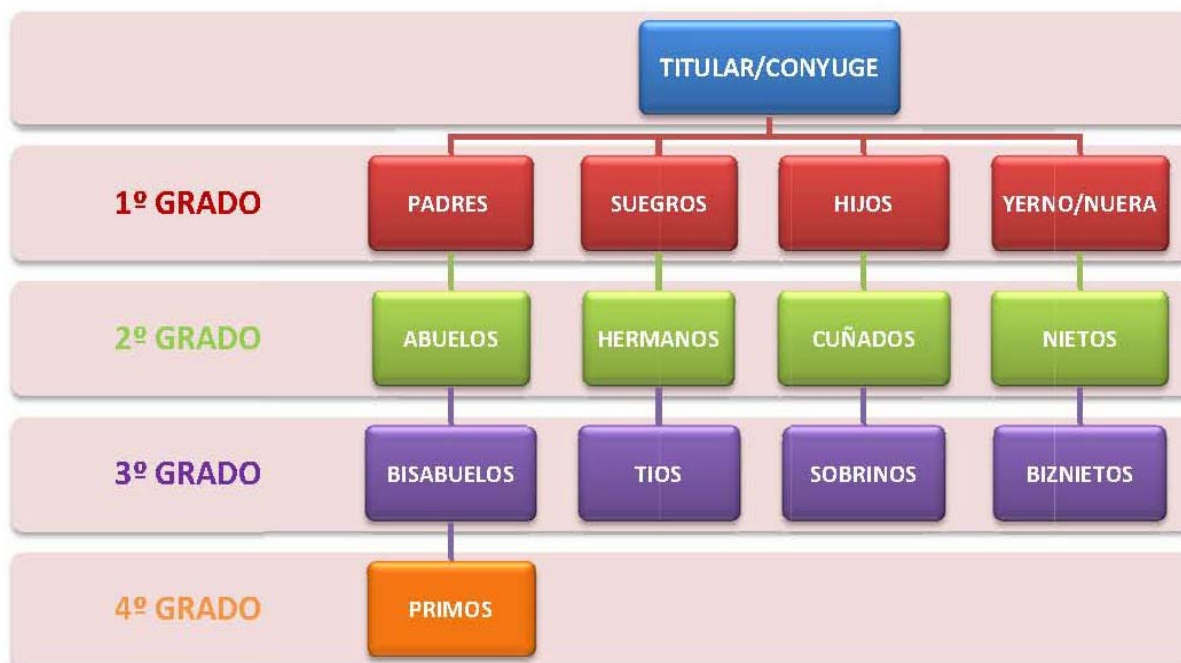 TITULAR/CONYUGE
1º GRADO
PADRES
SUEGROS
HIJOS
YERNO/NUERA
2º GRADO
ABUELOS
HERMANOS
CUÑADOS
NIETOS
3º GRADO
BISABUELOS
TIOS
SOBRINOS
BIZNIETOS
4º GRADO
PRIMOS